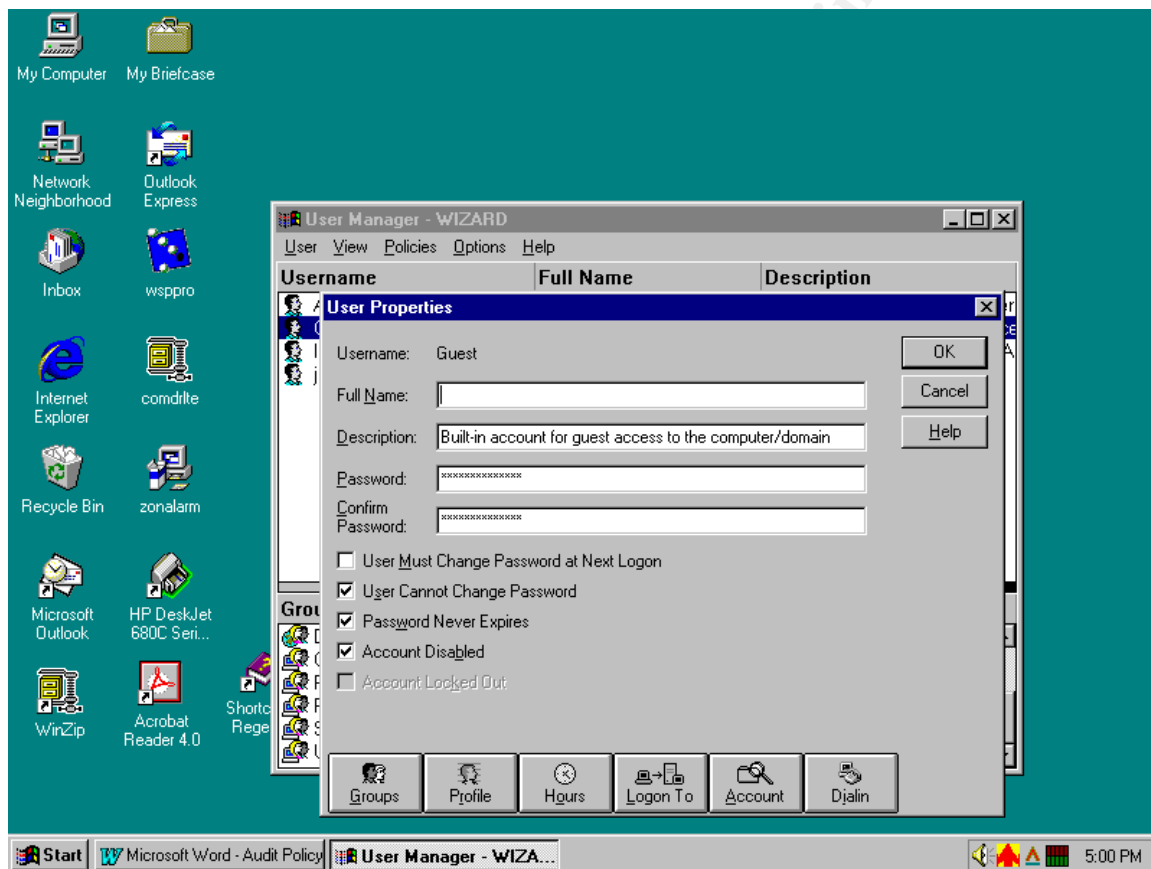 My Computer
My Briefcase
Network Neighborhood
Outlook Express
Inbox
wsppro
Internet Explorer
comdrlte
Recycle Bin
zonalarm
Microsoft Outlook
HP DeskJet 680C Seri...
WinZip
Acrobat Reader 4.0
User Manager - WIZARD
User View Policies Options Help
Username Full Name Description
User Properties
Username: Guest
OK
Full Name:
Cancel
Description: Built-in account for guest access to the computer/domain
Help
Password: **************
Confirm Password: **************
User Must Change Password at Next Logon
User Cannot Change Password
Password Never Expires
Account Disabled
Account Locked Out
Groups Profile Hours Logon To Account Dialin
Start Microsoft Word - Audit Policy User Manager - WIZA... 5:00 PM